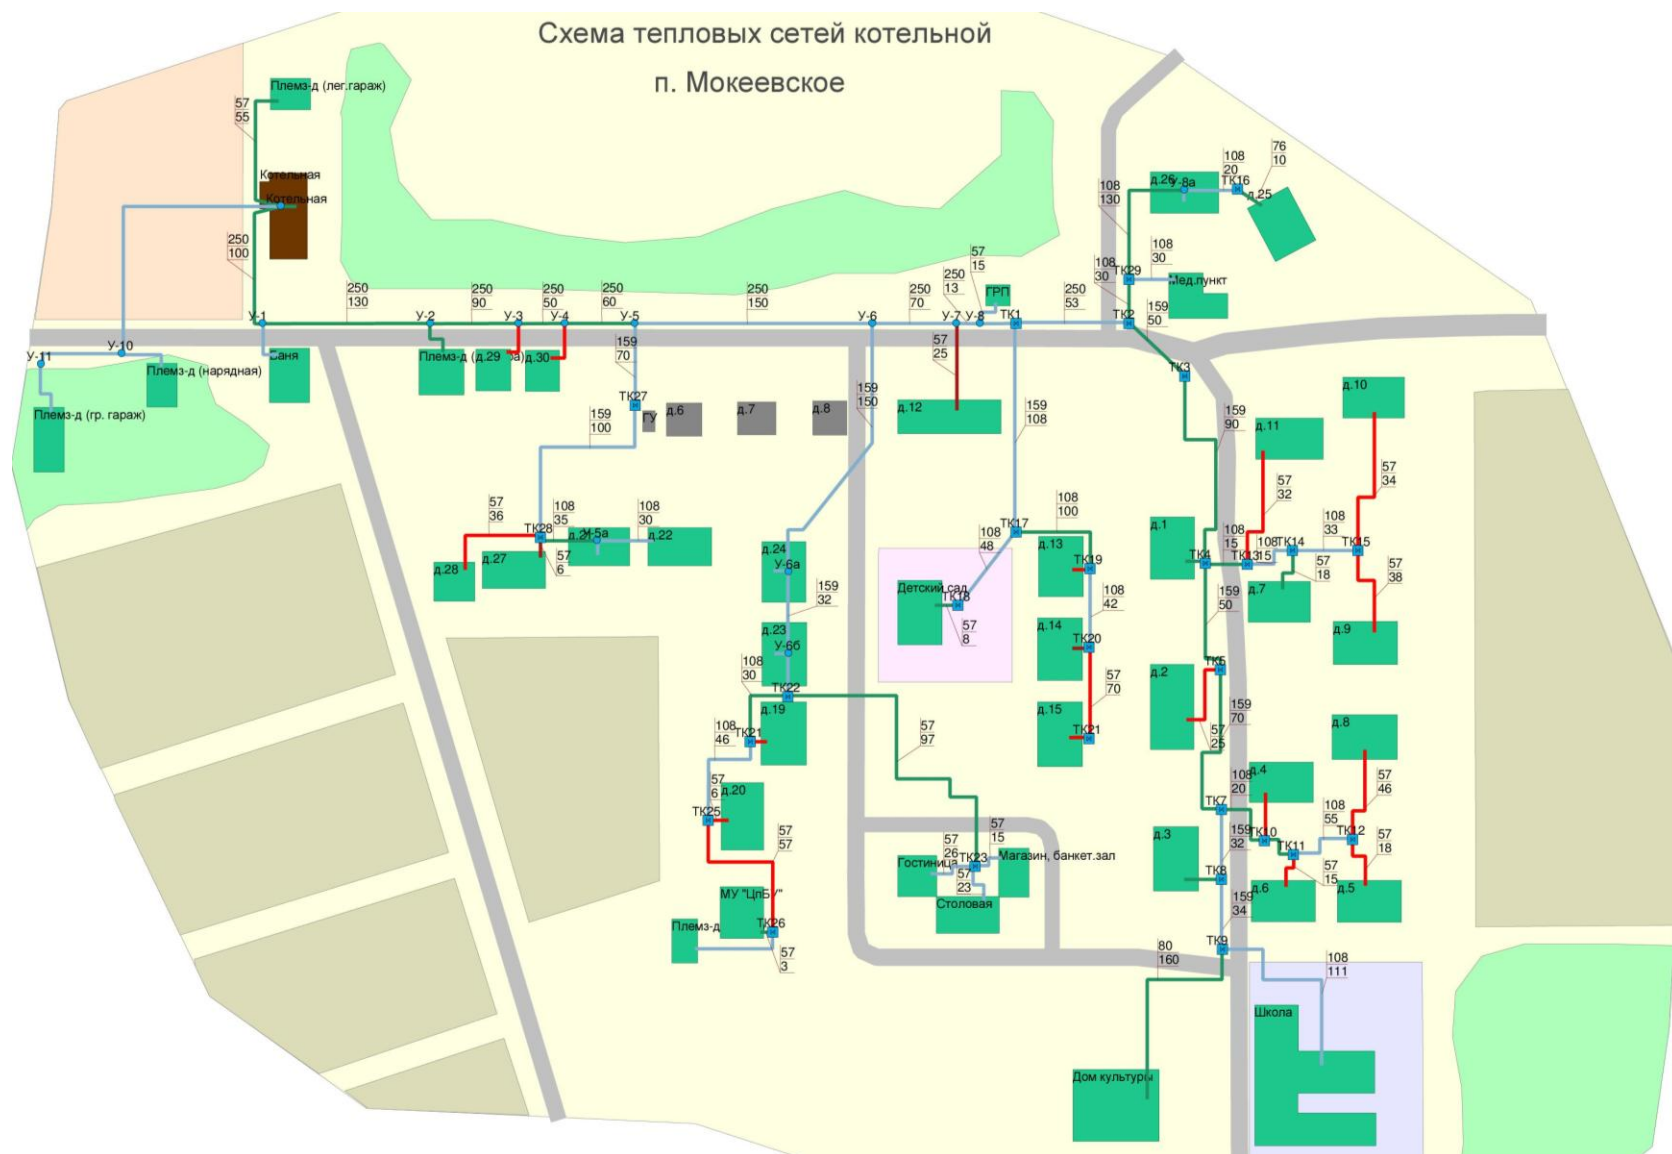 Схема тепловых сетей котельной
п. Мокеевское
Племз-д (лег.гараж)
57
55
Котельная
Котельная
250
100
У-1
250
130
У-2
250
90
У-3
250
50
У-4
250
60
У-5
250
150
У-6
250
70
У-7
250
13
У-8
57
15
ГРП
ТК1
250
53
ТК2
108
30
ТК29
108
30
Мед.пункт
108
130
д.26
У-8а
108
20
ТК16
76
10
д.25
159
50
ТК3
У-11
У-10
Племз-д (нарядная)
Племз-д (гр. гараж)
Баня
Племз-д (
д.29
а)
д.30
159
70
ТК27
ГУ
д.6
д.7
д.8
159
150
57
25
д.12
159
108
159
100
159
90
д.11
д.10
57
32
57
34
57
36
ТК28
108
35
д.21
У-5а
108
30
д.22
д.28
д.27
57
6
д.24
У-6а
159
32
д.23
У-6б
ТК17
108
100
108
48
Детский сад
ТК18
57
8
д.13
ТК19
108
42
д.14
ТК20
57
70
д.15
ТК21
д.1
ТК4
108
15
ТК13
108
15
ТК14
108
33
ТК15
57
18
д.7
57
38
д.9
159
50
ТК5
д.2
57
25
159
70
108
30
ТК22
д.19
ТК21
108
46
57
97
57
6
д.20
ТК25
57
57
МУ "ЦпБУ"
ТК26
Племз-д
57
3
Гостиница
57
26
ТК23
57
15
Магазин, банкет.зал
57
23
Столовая
д.8
57
46
108
20
д.4
ТК7
ТК10
ТК11
108
55
ТК12
57
18
57
15
д.6
д.5
д.3
159
32
ТК8
159
34
ТК9
80
160
108
111
Школа
Дом культуры